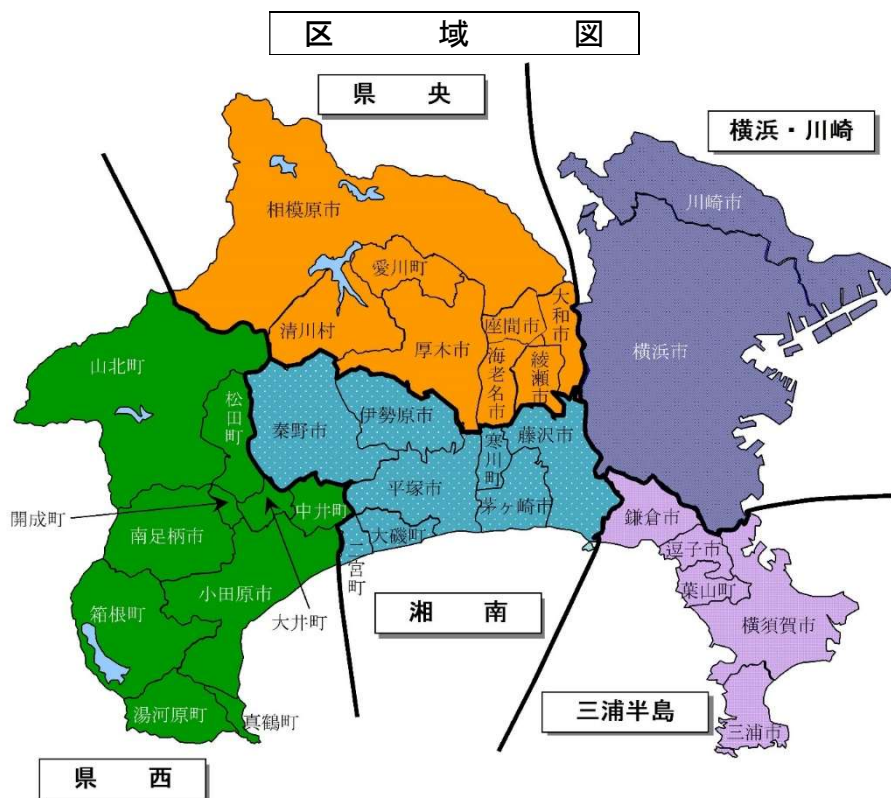 区 域 図
県 央
横浜・川崎
川崎市
相模原市
愛川町
大和市
座間市
清川村
厚木市
海老名市
綾瀬市
横浜市
山北町
松田町
秦野市
伊勢原市
寒川町
藤沢市
平塚市
茅ヶ崎市
中井町
開成町
南足柄市
大磯町
二宮町
鎌倉市
逗子市
葉山町
小田原市
大井町
箱根町
湘 南
横須賀市
三浦半島
湯河原町
真鶴町
三浦市
県 西